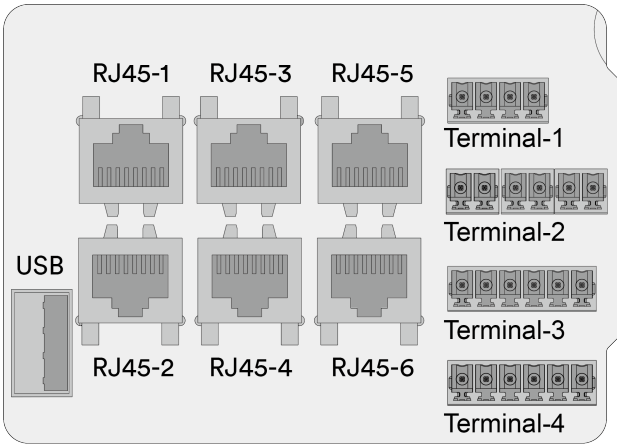 RJ45-1 RJ45-3 RJ45-5
Terminal-1
Terminal-2
USB
Terminal-3
RJ45-2 RJ45-4 RJ45-6
Terminal-4